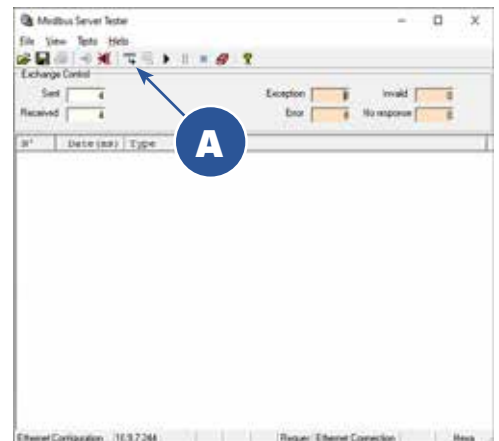 Modbus Server Tester
File View Tests Help
Exchange Control
Sent 4 Exception 0 Invalid 0
Received 4 Error 0 No response 0
A
N° Date (ms) Type
Ethernet Configuration 10.9.7.244 Request Ethernet Connection Hexa